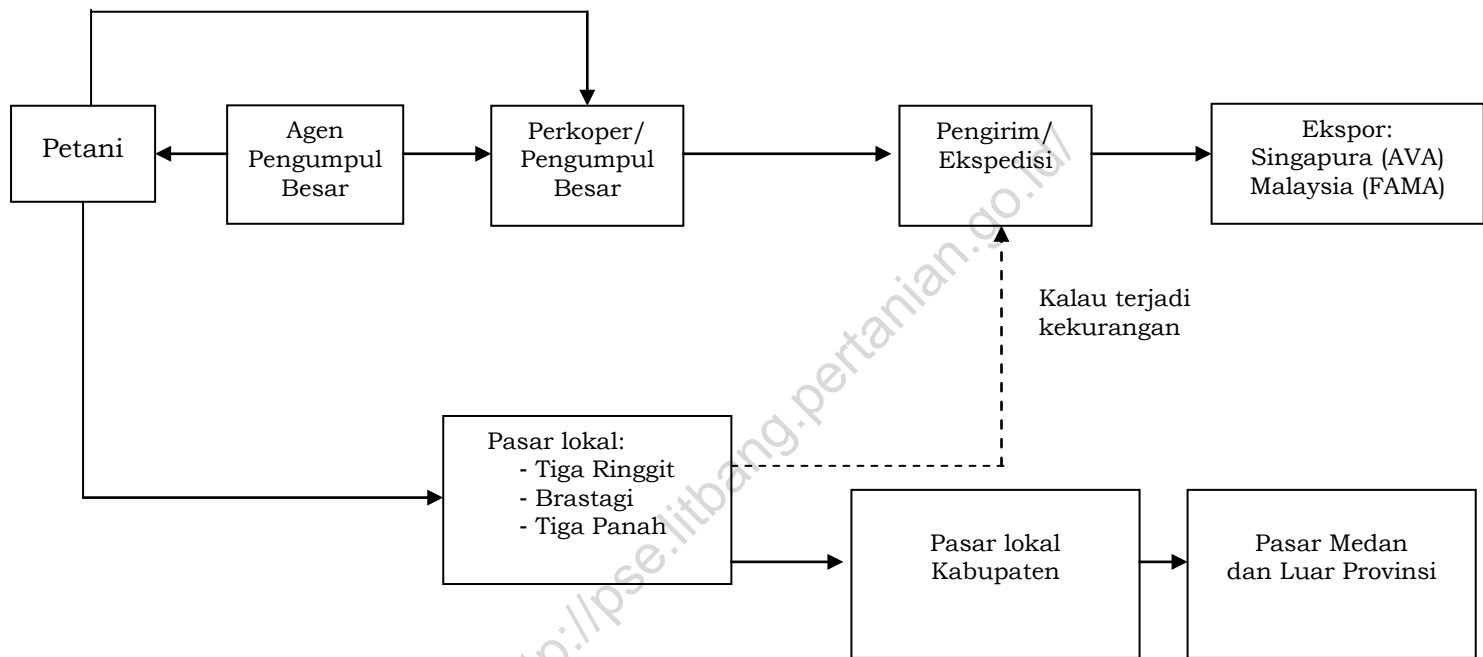 Petani
Agen
Pengumpul
Besar
Perkoper/
Pengumpul
Besar
Pengirim/
Ekspedisi
Ekspor:
Singapura (AVA)
Malaysia (FAMA)
Kalau terjadi
kekurangan
Pasar lokal:
- Tiga Ringgit
- Brastagi
- Tiga Panah
Pasar lokal
Kabupaten
Pasar Medan
dan Luar Provinsi
://pse.litbang.pertanian.go.id/